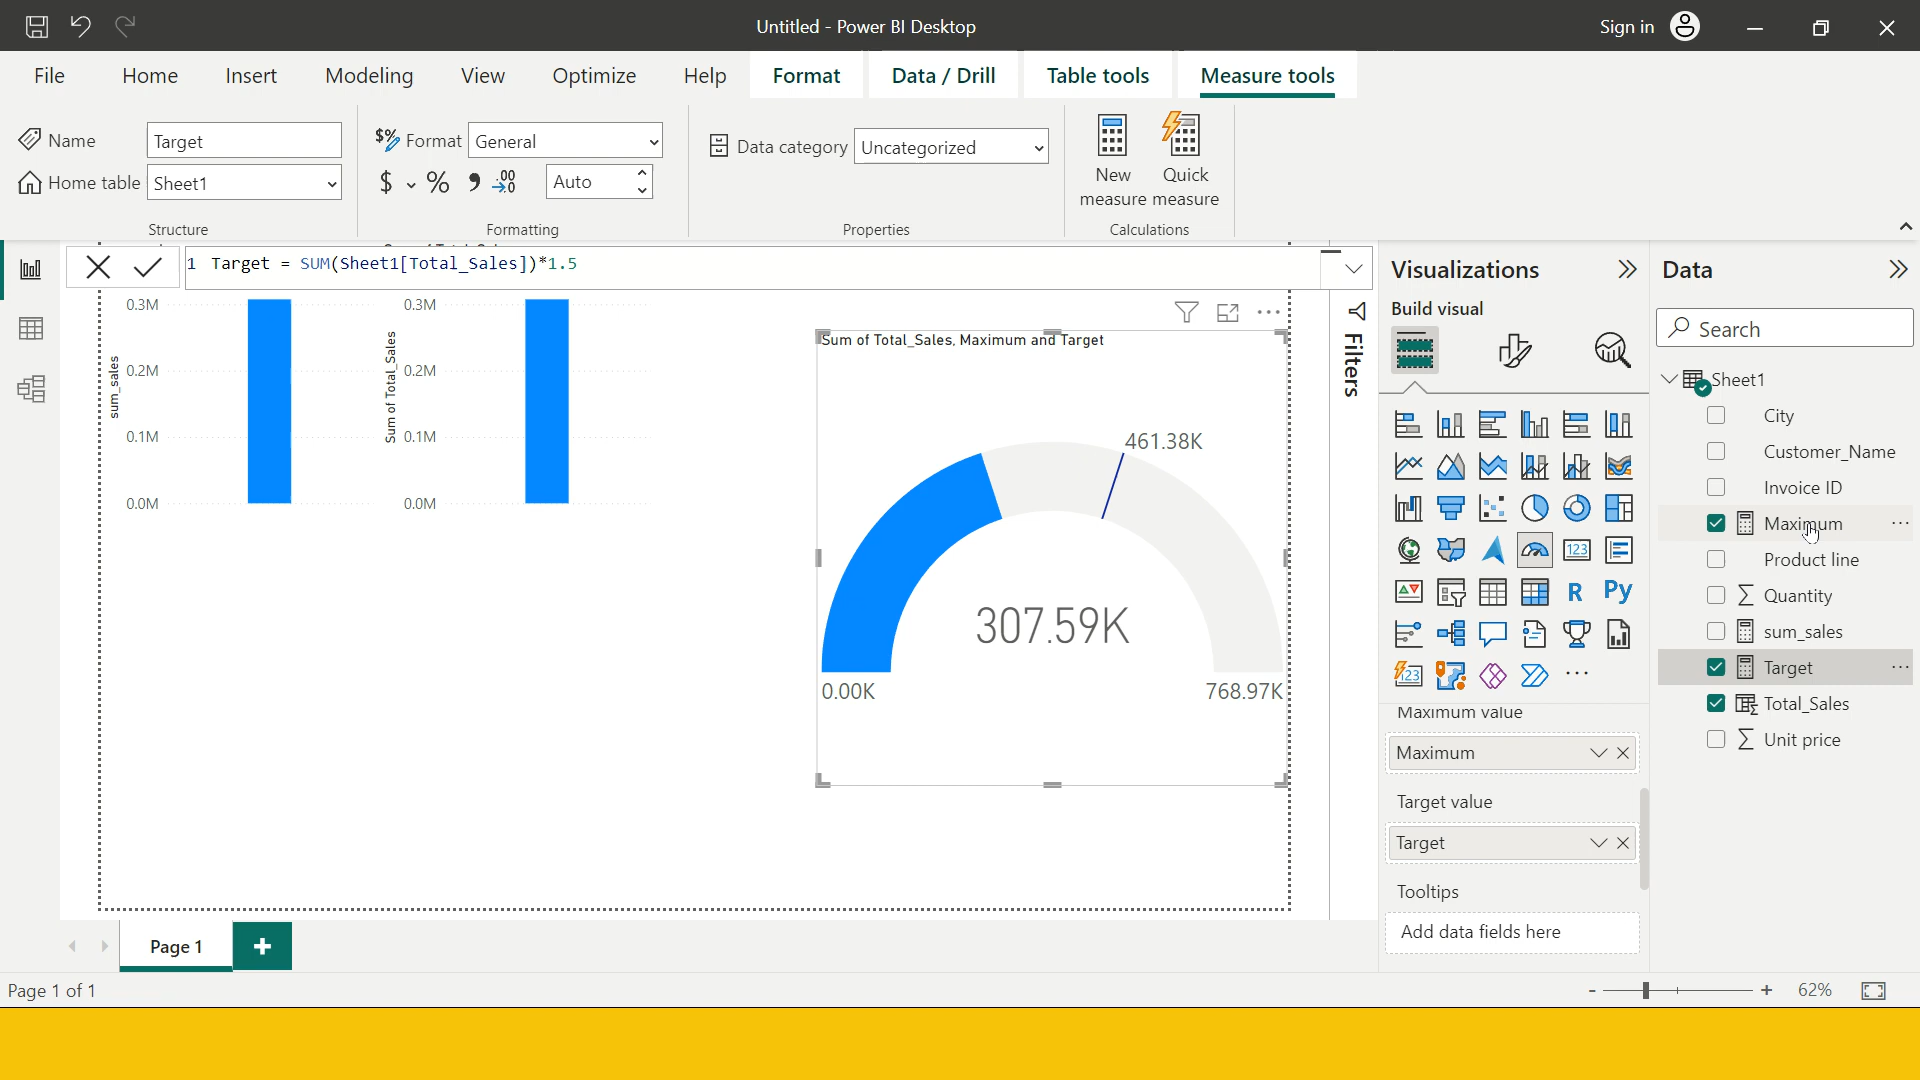 Untitled - Power BI Desktop
Sign in
File Home Insert Modeling View Optimize Help Format Data / Drill Table tools Measure tools
Name Target
Home table Sheet1
Structure
$% Format General
$ % , .00 Auto
Formatting
Data category Uncategorized
Properties
New measure
Quick measure
Calculations
1 Target = SUM(Sheet1[Total_Sales])*1.5
sum_sales
0.3M
0.2M
0.1M
0.0M
Sum of Total_Sales
0.3M
0.2M
0.1M
0.0M
Sum of Total_Sales, Maximum and Target
461.38K
307.59K
0.00K
768.97K
Filters
Visualizations
Build visual
123
R
Py
123
Maximum value
Maximum
Target value
Target
Tooltips
Add data fields here
Data
Search
Sheet1
City
Customer_Name
Invoice ID
Maximum
Product line
Quantity
sum_sales
Target
Total_Sales
Unit price
Page 1
Page 1 of 1
- + 62%